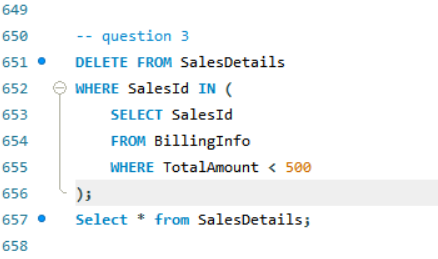 649
650 -- question 3
651 DELETE FROM SalesDetails
652 WHERE SalesId IN (
653 SELECT SalesId
654 FROM BillingInfo
655 WHERE TotalAmount < 500
656 );
657 Select * from SalesDetails;
658